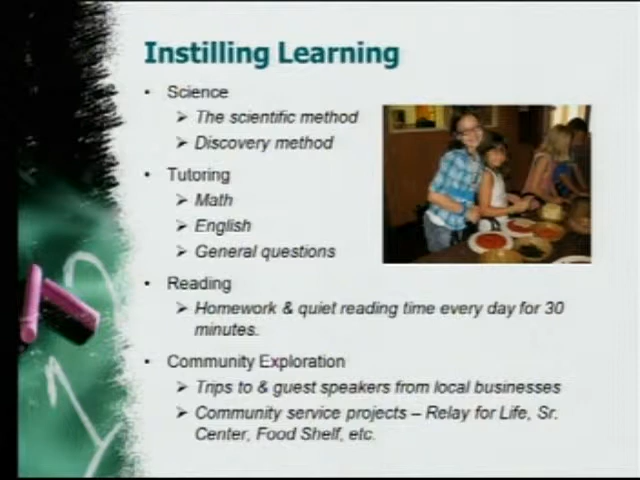 Instilling Learning
• Science
➢ The scientific method
➢ Discovery method
• Tutoring
➢ Math
➢ English
➢ General questions
• Reading
➢ Homework & quiet reading time every day for 30
minutes.
• Community Exploration
➢ Trips to & guest speakers from local businesses
➢ Community service projects – Relay for Life, Sr.
Center, Food Shelf, etc.